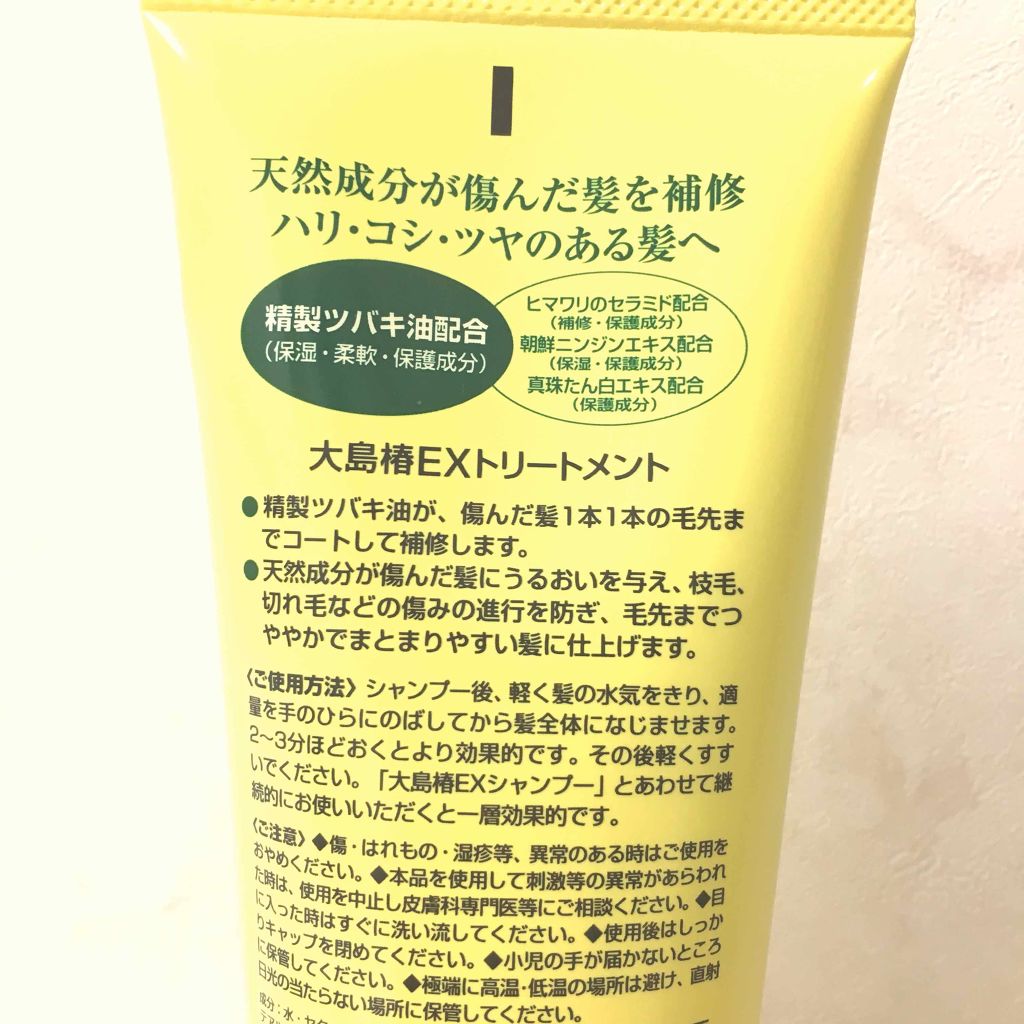 天然成分が傷んだ髪を補修
ハリ・コシ・ツヤのある髪へ
精製ツバキ油配合
（保湿・柔軟・保護成分）
ヒマワリのセラミド配合
（補修・保護成分）
朝鮮ニンジンエキス配合
（保湿・保護成分）
真珠たん白エキス配合
（保護成分）
大島椿EXトリートメント
●精製ツバキ油が、傷んだ髪1本1本の毛先ま
でコートして補修します。
●天然成分が傷んだ髪にうるおいを与え、枝毛、
切れ毛などの傷みの進行を防ぎ、毛先までつ
ややかでまとまりやすい髪に仕上げます。
〈ご使用方法〉シャンプー後、軽く髪の水気をきり、適
量を手のひらにのばしてから髪全体になじませます。
2〜3分ほどおくとより効果的です。その後軽くすす
いでください。「大島椿EXシャンプー」とあわせて継
続的にお使いいただくと一層効果的です。
〈ご注意〉◆傷・はれもの・湿疹等、異常のある時はご使用を
おやめください。◆本品を使用して刺激等の異常があらわれ
た時は、使用を中止し皮膚科専門医等にご相談ください。◆目
に入った時はすぐに洗い流してください。◆使用後はしっか
りキャップを閉めてください。◆小児の手が届かないところ
に保管してください。◆極端に高温・低温の場所は避け、直射
日光の当たらない場所に保管してください。
成分：水・セタ